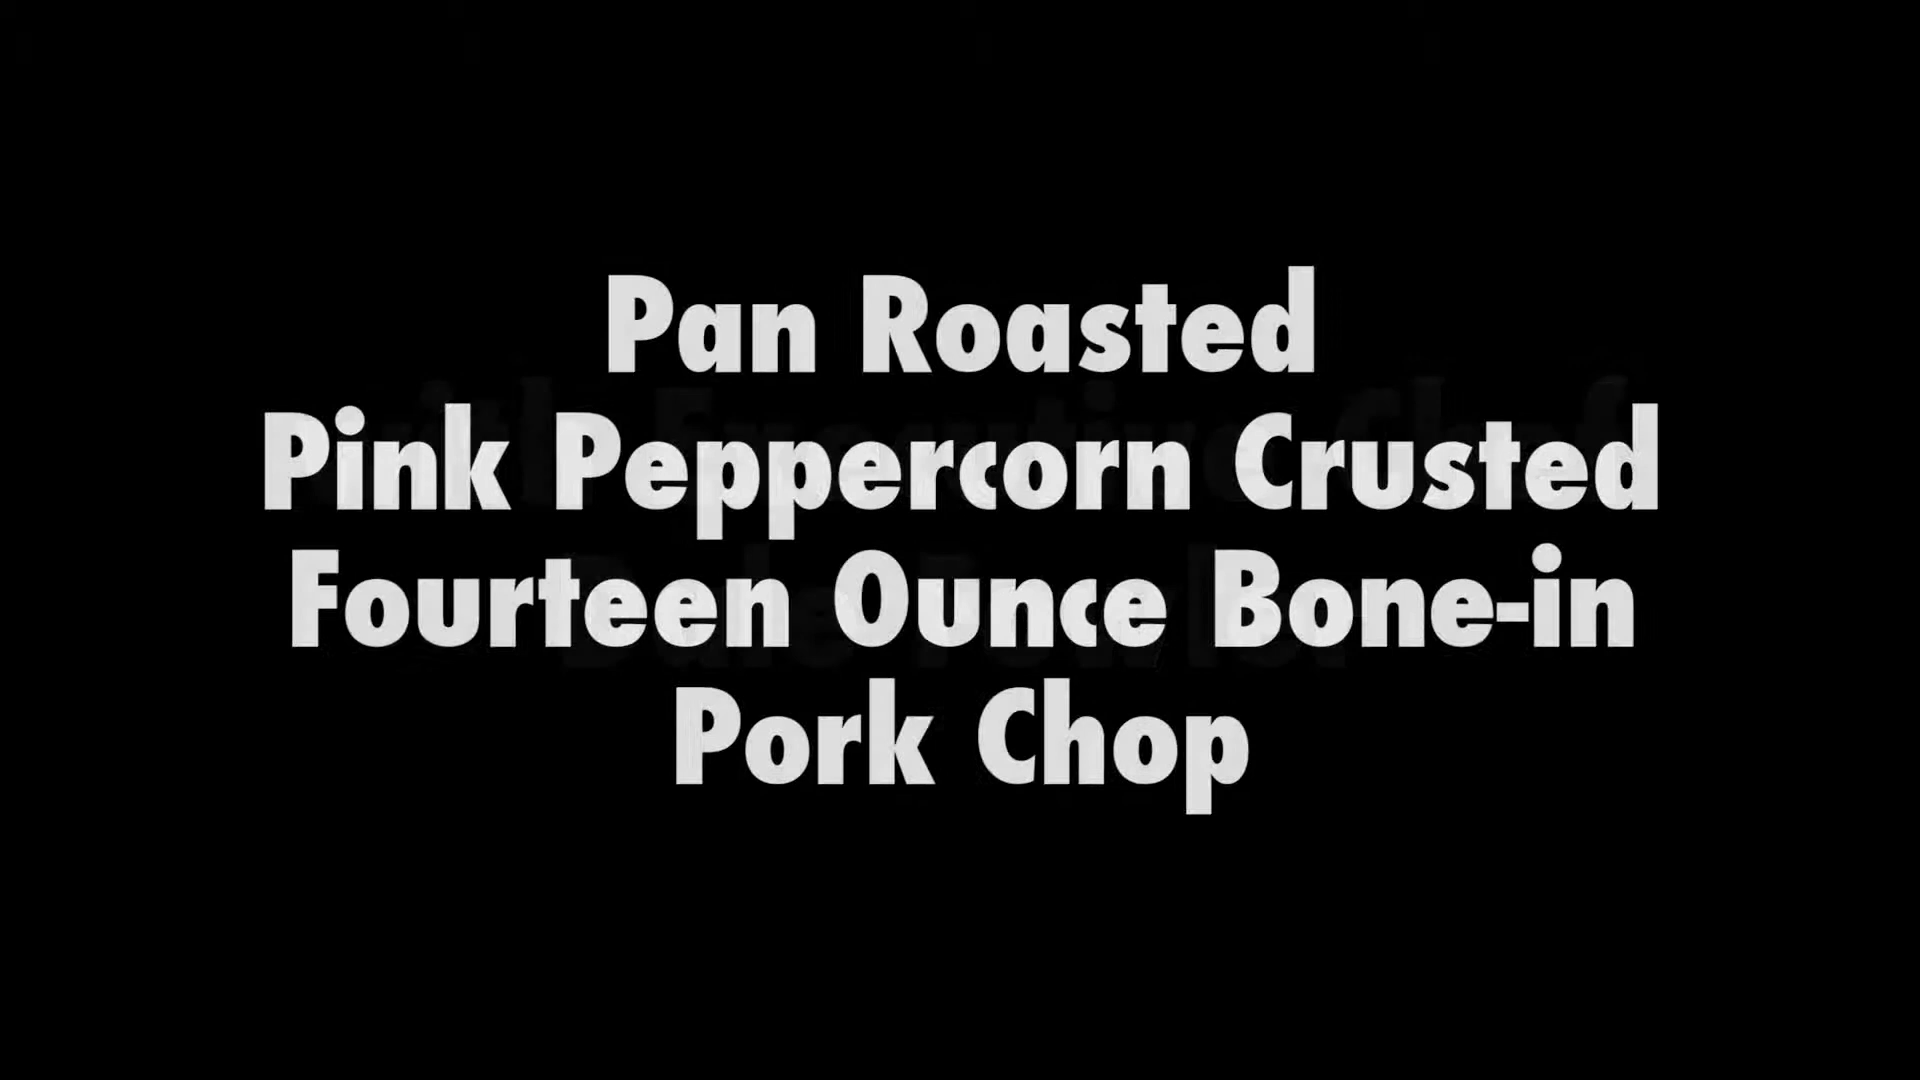 Pan Roasted
Pink Peppercorn Crusted
Fourteen Ounce Bone-in
Pork Chop